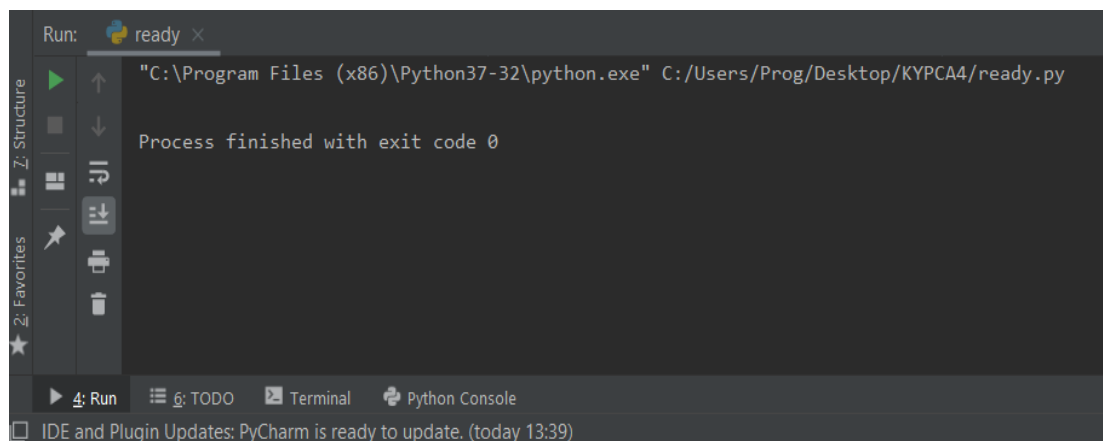 Run: ready
"C:\Program Files (x86)\Python37-32\python.exe" C:/Users/Prog/Desktop/KYPCA4/ready.py
Process finished with exit code 0
7: Structure
2: Favorites
4: Run 6: TODO Terminal Python Console
IDE and Plugin Updates: PyCharm is ready to update. (today 13:39)